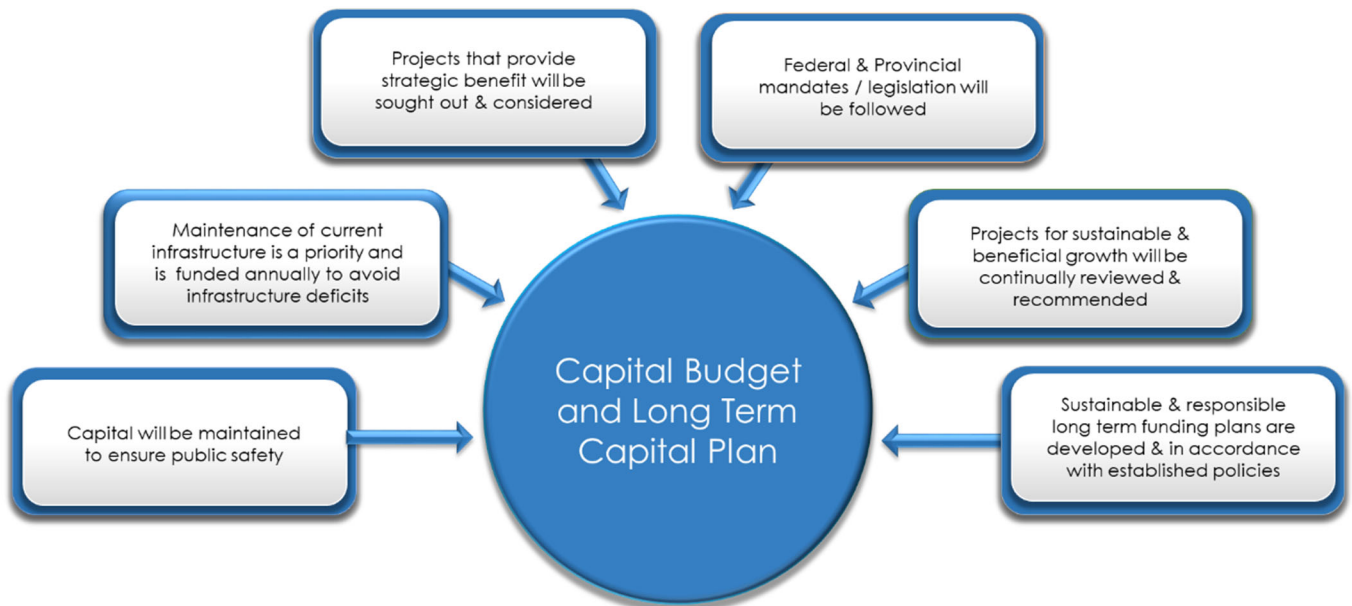 Projects that provide
strategic benefit will be
sought out & considered
Federal & Provincial
mandates / legislation will
be followed
Maintenance of current
infrastructure is a priority and
is funded annually to avoid
infrastructure deficits
Projects for sustainable &
beneficial growth will be
continually reviewed &
recommended
Capital will be maintained
to ensure public safety
Capital Budget
and Long Term
Capital Plan
Sustainable & responsible
long term funding plans are
developed & in accordance
with established policies